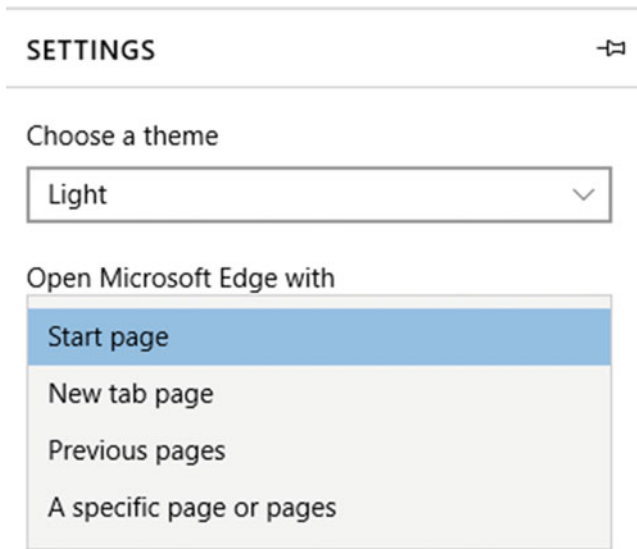 SETTINGS
Choose a theme
Light
Open Microsoft Edge with
Start page
New tab page
Previous pages
A specific page or pages